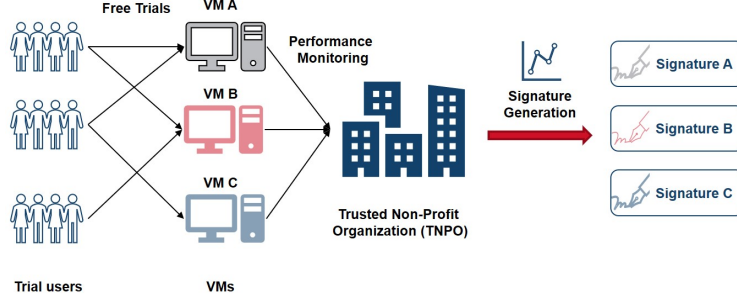 Free Trials
VM A
Performance
Monitoring
VM B
VM C
Trusted Non-Profit
Organization (TNPO)
Signature
Generation
Signature A
Signature B
Signature C
Trial users
VMs